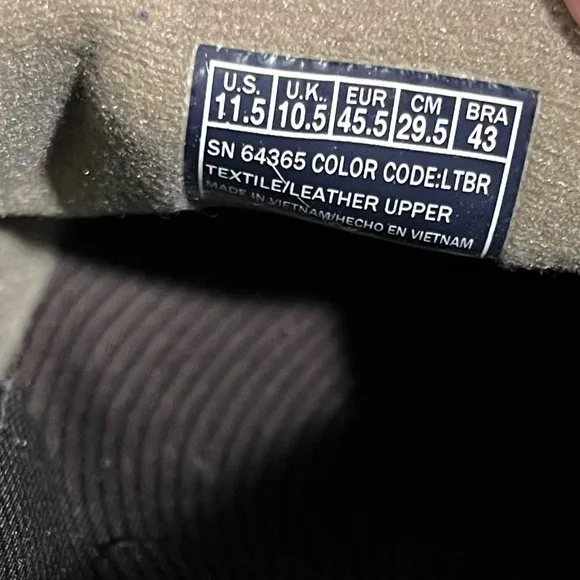 U.S. U.K. EUR CM BRA
11.5 10.5 45.5 29.5 43
SN 64365 COLOR CODE:LTBR
TEXTILE/LEATHER UPPER
MADE IN VIETNAM/HECHO EN VIETNAM